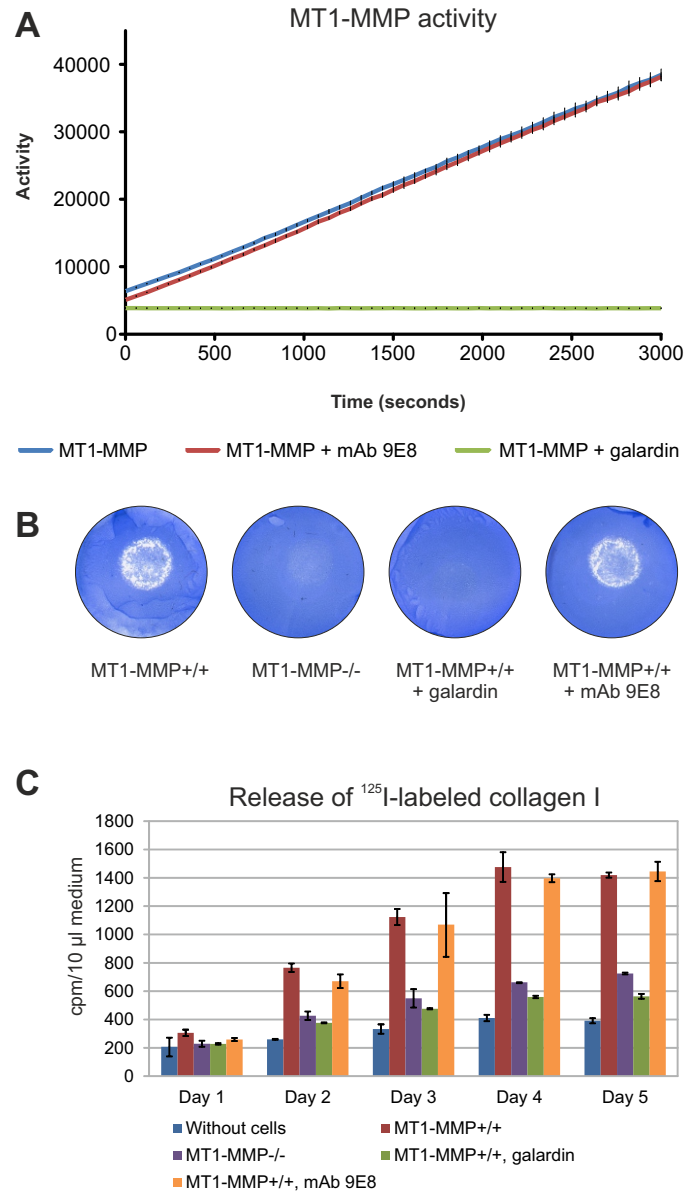 A
MT1-MMP activity
40000
30000
20000
10000
0
Activity
0 500 1000 1500 2000 2500 3000
Time (seconds)
MT1-MMP MT1-MMP + mAb 9E8 MT1-MMP + galardin
B
MT1-MMP+/+ MT1-MMP-/- MT1-MMP+/+ MT1-MMP+/+
+ galardin + mAb 9E8
C
Release of ¹²⁵I-labeled collagen I
1800
1600
1400
1200
1000
800
600
400
200
0
cpm/10 µl medium
Day 1 Day 2 Day 3 Day 4 Day 5
Without cells MT1-MMP+/+
MT1-MMP-/- MT1-MMP+/+, galardin
MT1-MMP+/+, mAb 9E8